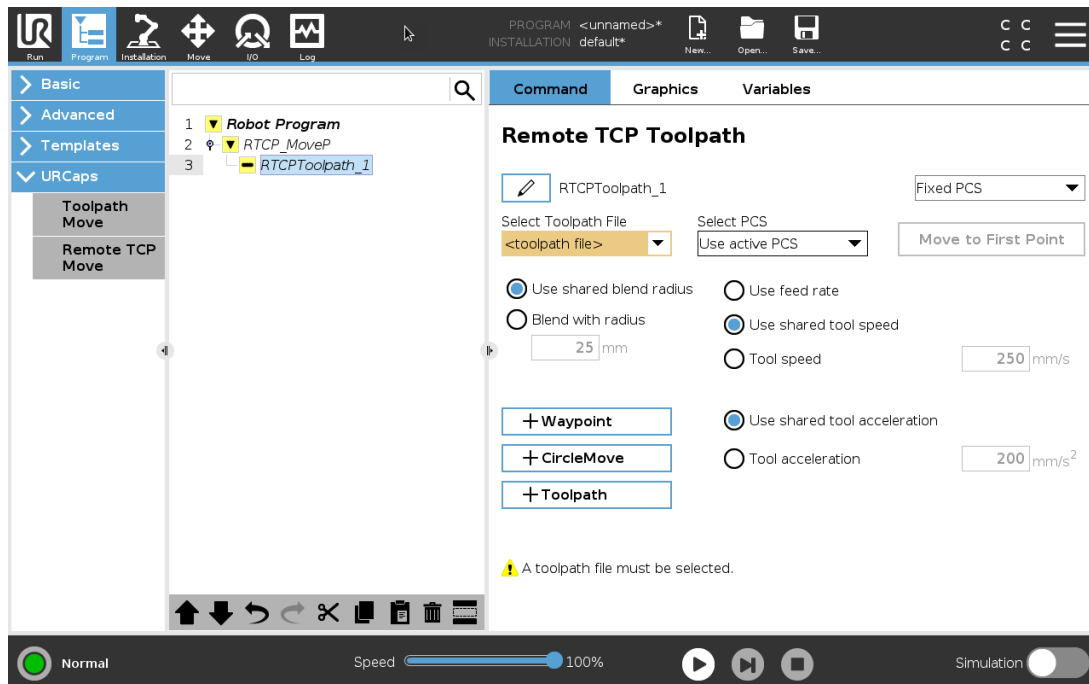 PROGRAM <unnamed>*
INSTALLATION default*
New...
Open...
Save...
C C
C C
UR
Run
Program
Installation
Move
I/O
Log
Basic
Advanced
Templates
URCaps
Toolpath
Move
Remote TCP
Move
1 Robot Program
2 RTCP_MoveP
3 RTCPToolpath_1
Command Graphics Variables
Remote TCP Toolpath
RTCPToolpath_1
Fixed PCS
Select Toolpath File
Select PCS
<toolpath file>
Use active PCS
Move to First Point
Use shared blend radius
Use feed rate
Blend with radius
Use shared tool speed
25 mm
Tool speed
250 mm/s
+Waypoint
Use shared tool acceleration
+CircleMove
Tool acceleration
200 mm/s²
+Toolpath
A toolpath file must be selected.
Normal
Speed
100%
Simulation